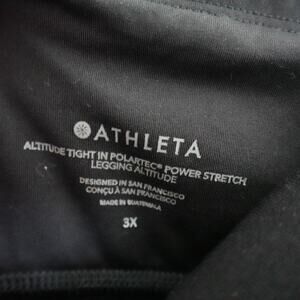 ATHLETA
ALTITUDE TIGHT IN POLARTEC® POWER STRETCH
LEGGING ALTITUDE
DESIGNED IN SAN FRANCISCO
CONÇU À SAN FRANCISCO
MADE IN GUATEMALA
3X